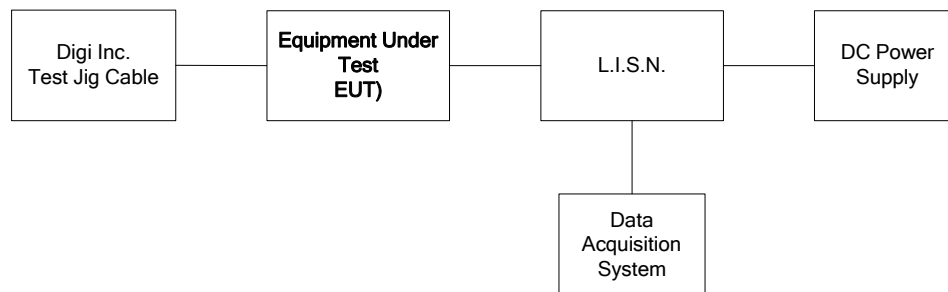 Digi Inc.
Test Jig Cable
Equipment Under
Test
EUT)
L.I.S.N.
DC Power
Supply
Data
Acquisition
System